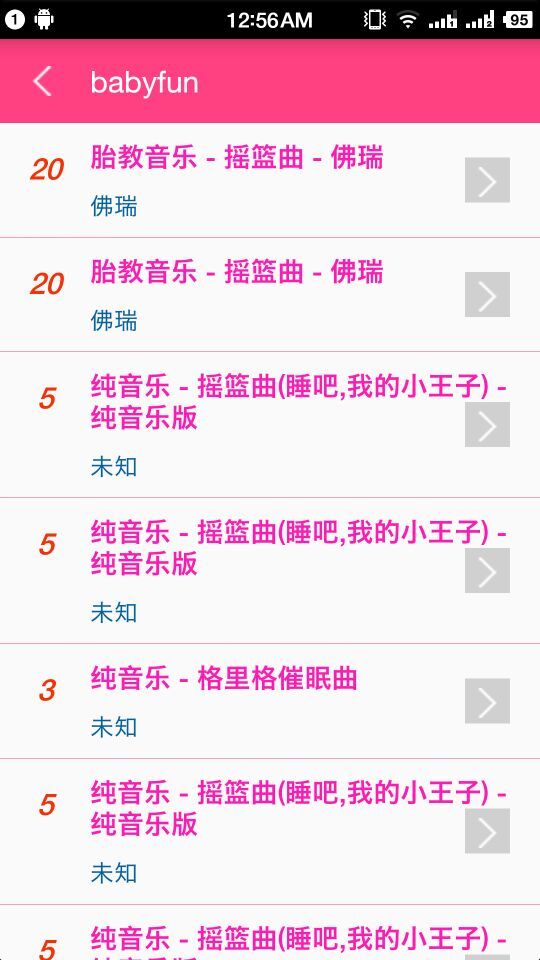 1 12:56AM 1 2 95
babyfun
20 胎教音乐 - 摇篮曲 - 佛瑞
佛瑞
20 胎教音乐 - 摇篮曲 - 佛瑞
佛瑞
5 纯音乐 - 摇篮曲(睡吧,我的小王子) -
纯音乐版
未知
5 纯音乐 - 摇篮曲(睡吧,我的小王子) -
纯音乐版
未知
3 纯音乐 - 格里格催眠曲
未知
5 纯音乐 - 摇篮曲(睡吧,我的小王子) -
纯音乐版
未知
5 纯音乐 - 摇篮曲(睡吧,我的小王子) -